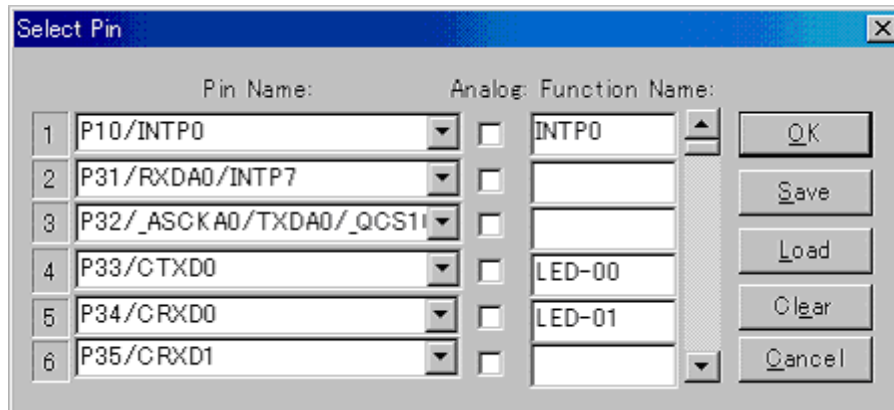 Select Pin
Pin Name: Analog: Function Name:
1 P10/INTP0 INTP0 OK
2 P31/RXDA0/INTP7 Save
3 P32/_ASCKA0/TXDA0/_QCS1
4 P33/CTXD0 LED-00 Load
5 P34/CRXD0 LED-01 Clear
6 P35/CRXD1 Cancel